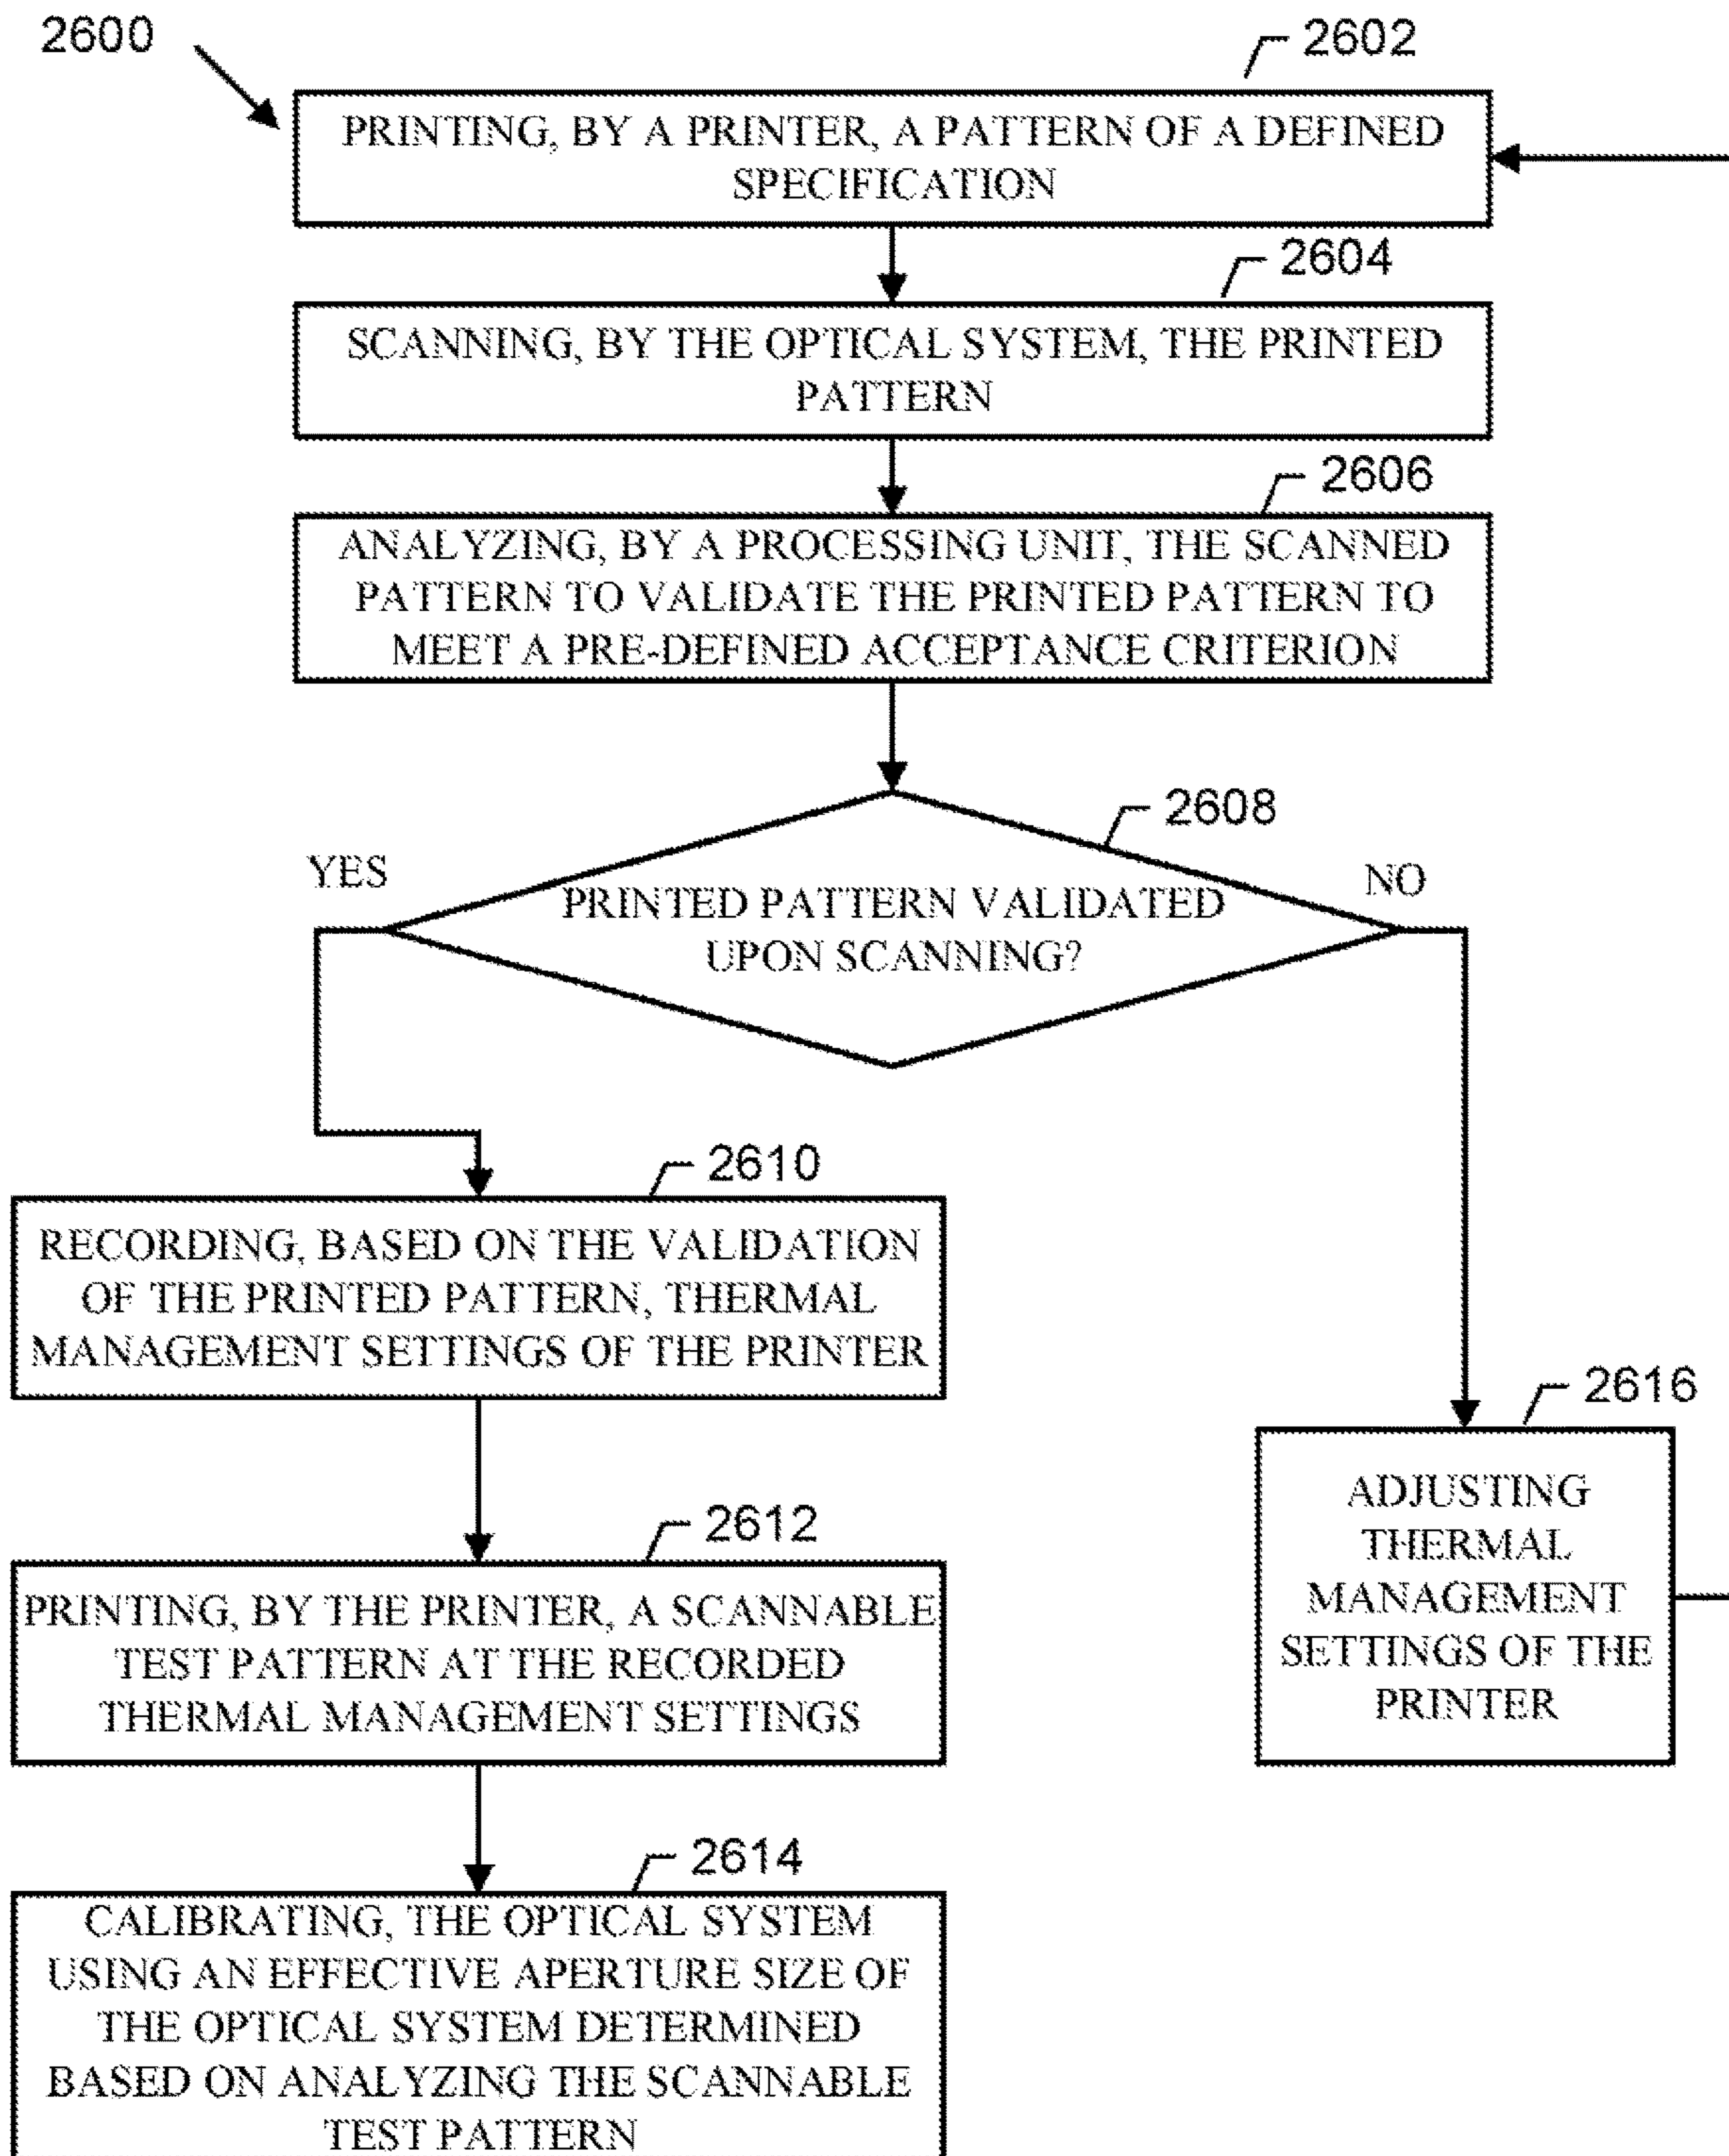 2600
2602
PRINTING, BY A PRINTER, A PATTERN OF A DEFINED
SPECIFICATION
2604
SCANNING, BY THE OPTICAL SYSTEM, THE PRINTED
PATTERN
2606
ANALYZING, BY A PROCESSING UNIT, THE SCANNED
PATTERN TO VALIDATE THE PRINTED PATTERN TO
MEET A PRE-DEFINED ACCEPTANCE CRITERION
2608
YES
NO
PRINTED PATTERN VALIDATED
UPON SCANNING?
2610
RECORDING, BASED ON THE VALIDATION
OF THE PRINTED PATTERN, THERMAL
MANAGEMENT SETTINGS OF THE PRINTER
2616
ADJUSTING
THERMAL
MANAGEMENT
SETTINGS OF THE
PRINTER
2612
PRINTING, BY THE PRINTER, A SCANNABLE
TEST PATTERN AT THE RECORDED
THERMAL MANAGEMENT SETTINGS
2614
CALIBRATING, THE OPTICAL SYSTEM
USING AN EFFECTIVE APERTURE SIZE OF
THE OPTICAL SYSTEM DETERMINED
BASED ON ANALYZING THE SCANNABLE
TEST PATTERN